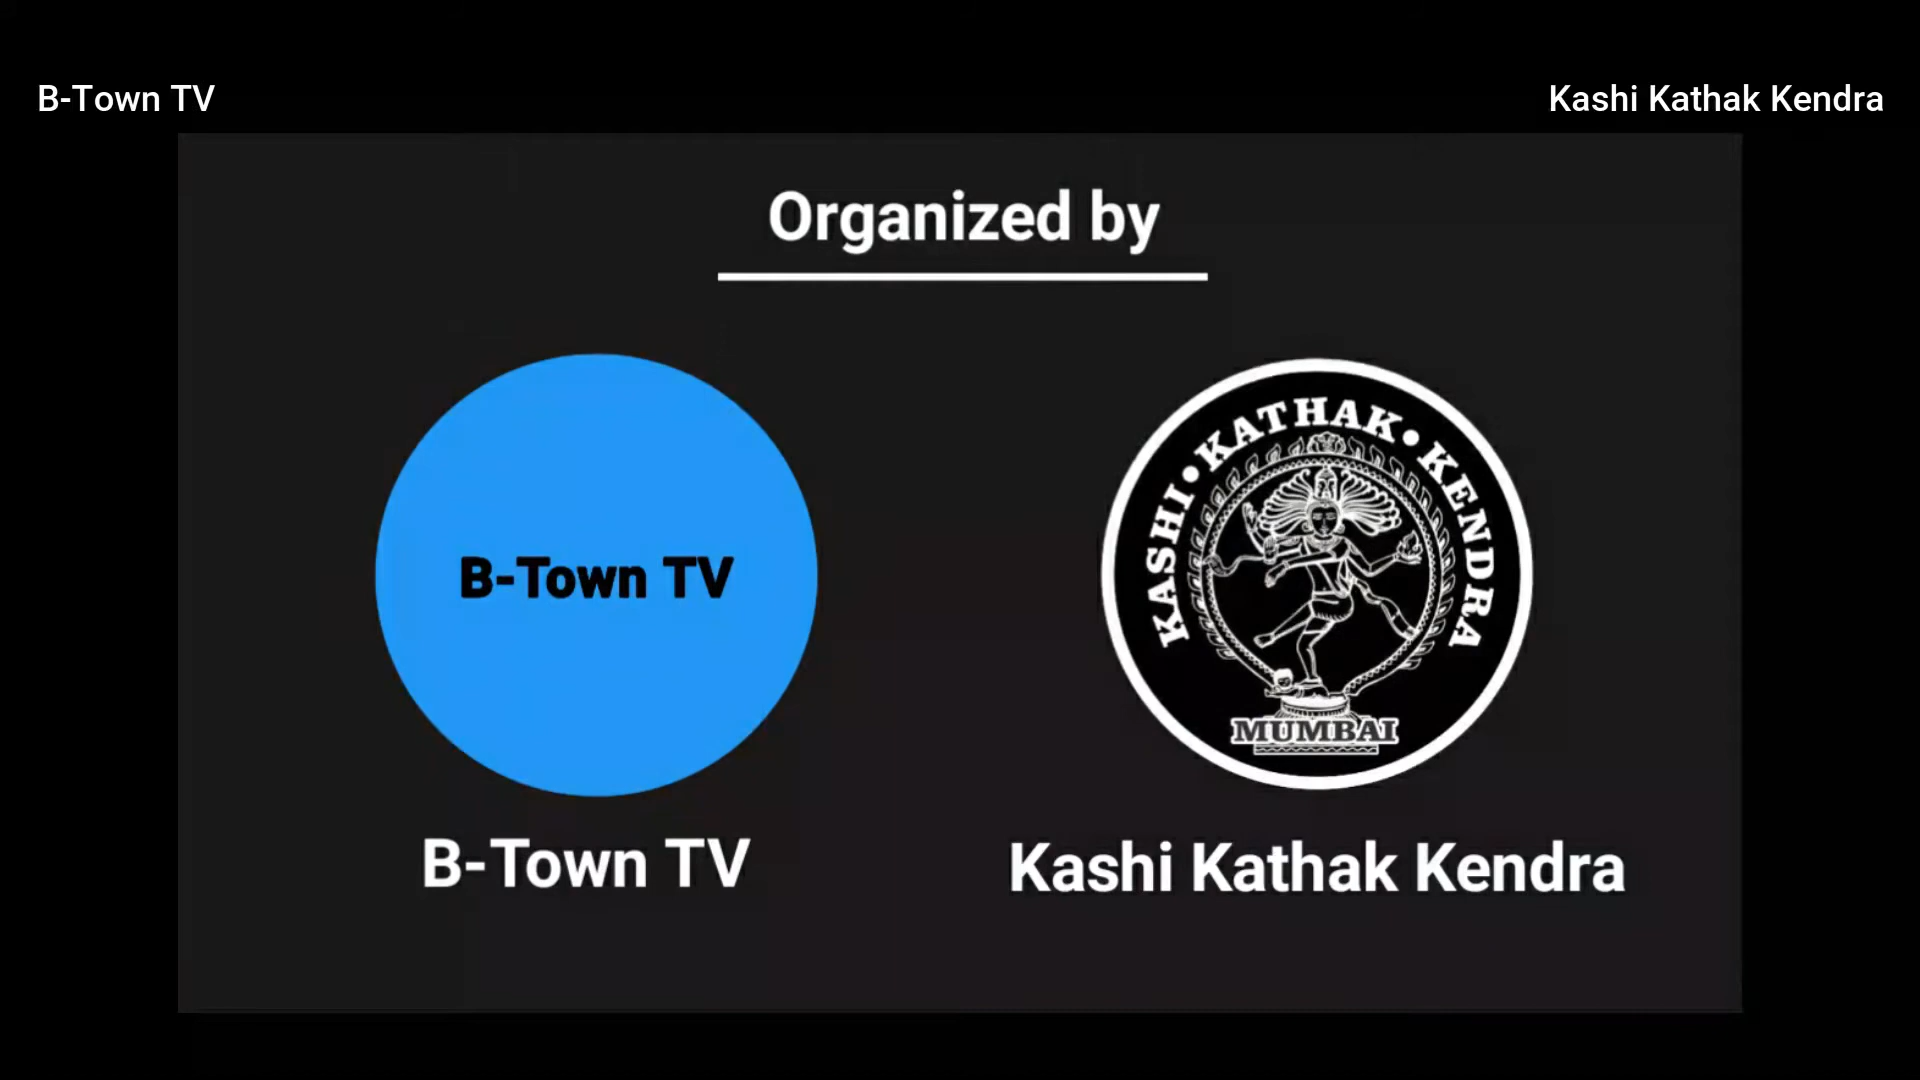 B-Town TV
Kashi Kathak Kendra
Organized by
B-Town TV
KASHI • KATHAK • KENDRA
MUMBAI
B-Town TV
Kashi Kathak Kendra